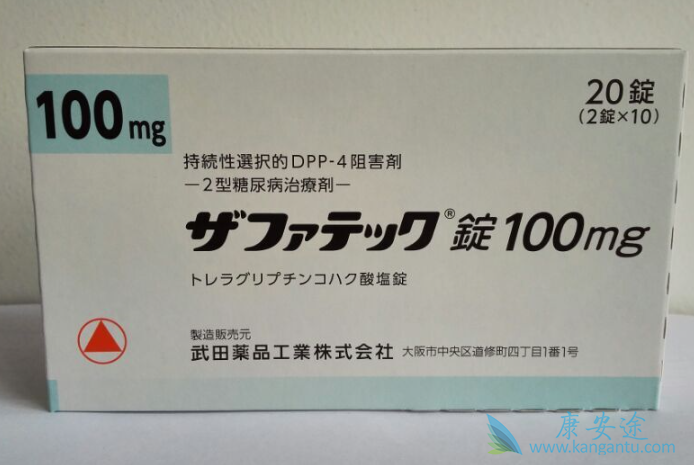 100mg
20錠
(2錠×10)
持続性選択的DPP-4阻害剤
−2型糖尿病治療剤−
ザファテック®錠100mg
トレラグリプチンコハク酸塩錠
製造販売元
武田薬品工業株式会社 大阪市中央区道修町四丁目1番1号
康安途
www.kangantu.com